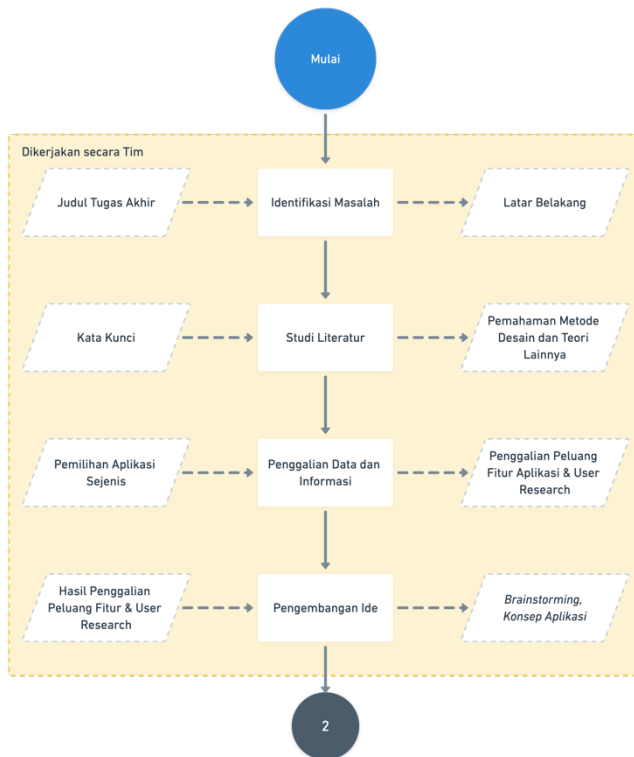 Mulai
Dikerjakan secara Tim
Judul Tugas Akhir
Identifikasi Masalah
Latar Belakang
Kata Kunci
Studi Literatur
Pemahaman Metode
Desain dan Teori
Lainnya
Pemilihan Aplikasi
Sejenis
Penggalian Data dan
Informasi
Penggalian Peluang
Fitur Aplikasi & User
Research
Hasil Penggalian
Peluang Fitur & User
Research
Pengembangan Ide
Brainstorming,
Konsep Aplikasi
2